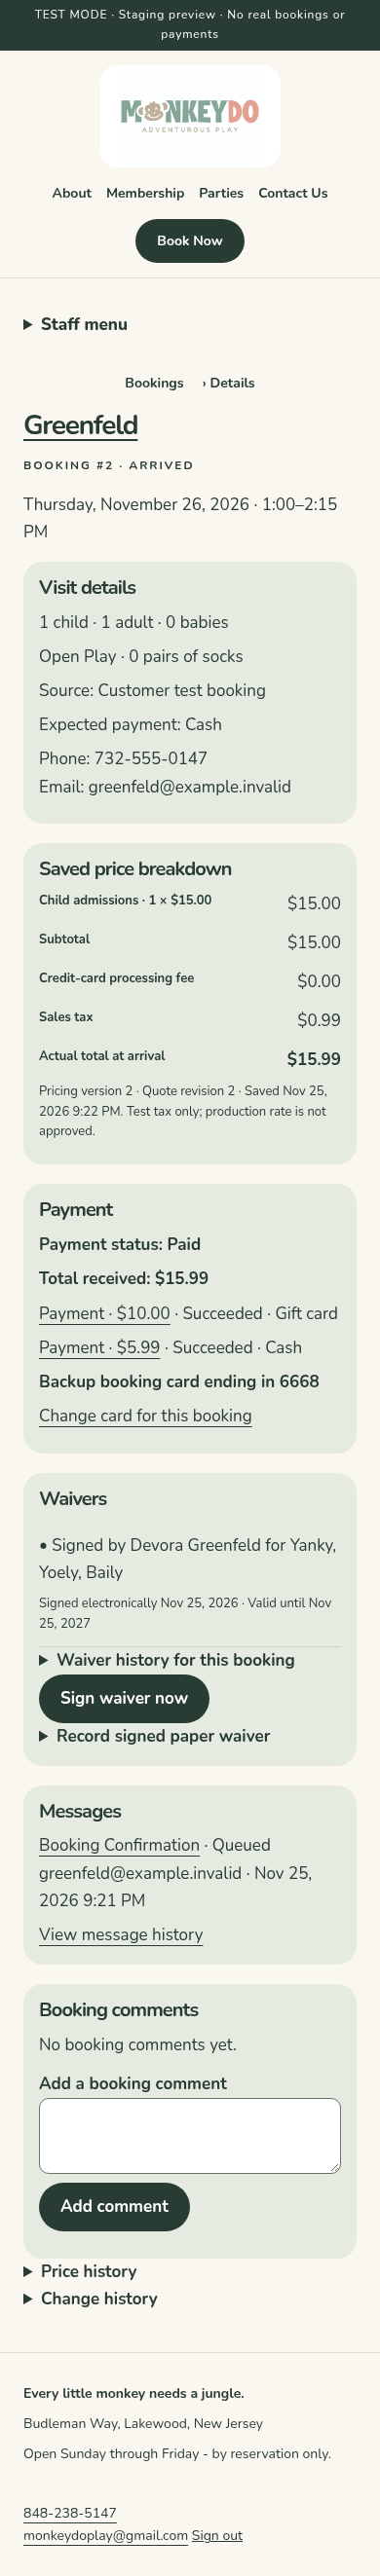 TEST MODE · Staging preview · No real bookings or
payments
MONKEYDO
ADVENTUROUS PLAY
About Membership Parties Contact Us
Book Now
▶ Staff menu
Bookings › Details
Greenfeld
BOOKING #2 · ARRIVED
Thursday, November 26, 2026 · 1:00–2:15
PM
Visit details
1 child · 1 adult · 0 babies
Open Play · 0 pairs of socks
Source: Customer test booking
Expected payment: Cash
Phone: 732-555-0147
Email: greenfeld@example.invalid
Saved price breakdown
Child admissions · 1 × $15.00 $15.00
Subtotal $15.00
Credit-card processing fee $0.00
Sales tax $0.99
Actual total at arrival $15.99
Pricing version 2 · Quote revision 2 · Saved Nov 25,
2026 9:22 PM. Test tax only; production rate is not
approved.
Payment
Payment status: Paid
Total received: $15.99
Payment · $10.00 · Succeeded · Gift card
Payment · $5.99 · Succeeded · Cash
Backup booking card ending in 6668
Change card for this booking
Waivers
• Signed by Devora Greenfeld for Yanky,
Yoely, Baily
Signed electronically Nov 25, 2026 · Valid until Nov
25, 2027
▶ Waiver history for this booking
Sign waiver now
▶ Record signed paper waiver
Messages
Booking Confirmation · Queued
greenfeld@example.invalid · Nov 25,
2026 9:21 PM
View message history
Booking comments
No booking comments yet.
Add a booking comment
Add comment
▶ Price history
▶ Change history
Every little monkey needs a jungle.
Budleman Way, Lakewood, New Jersey
Open Sunday through Friday - by reservation only.
848-238-5147
monkeydoplay@gmail.com Sign out